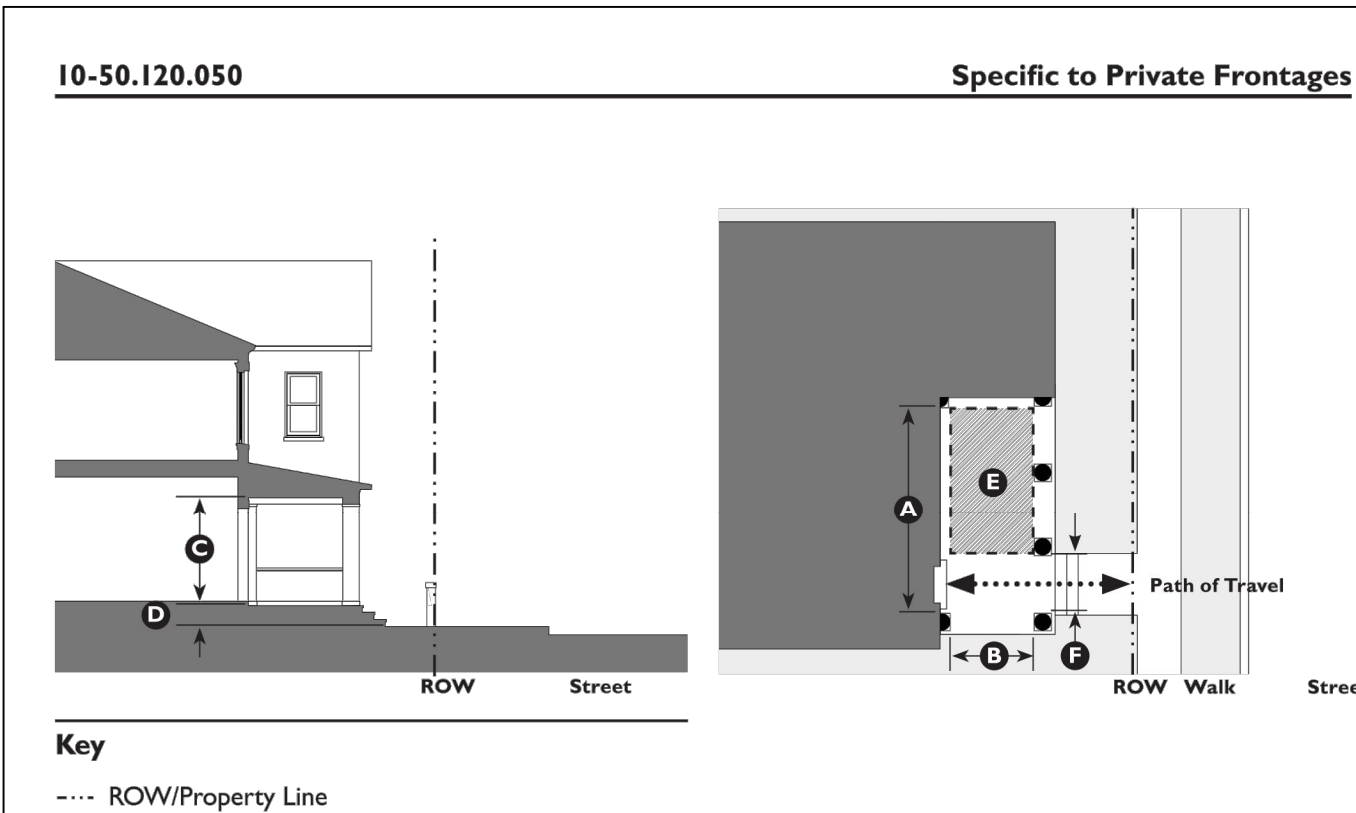 10-50.120.050 Specific to Private Frontages
C
D
ROW Street
A
E
Path of Travel
B
F
ROW Walk Stree
Key
ROW/Property Line